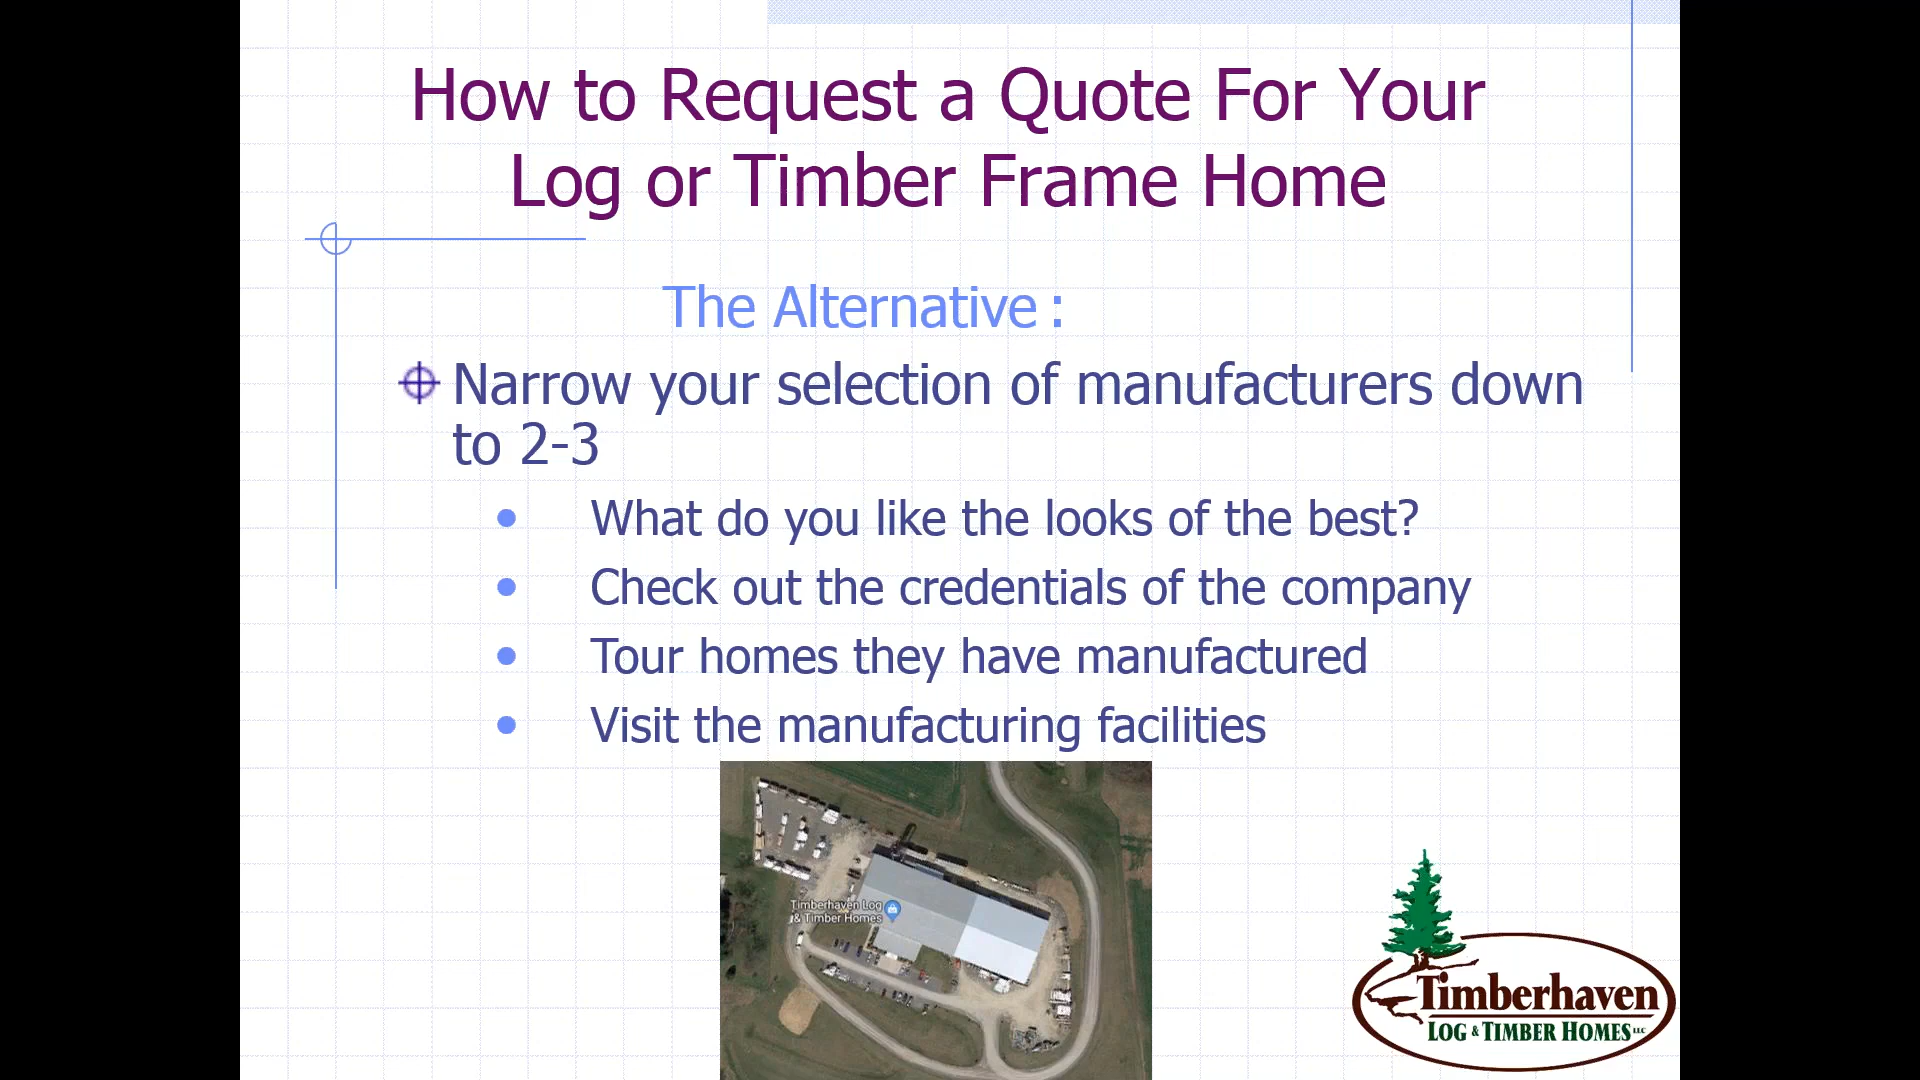 How to Request a Quote For Your
Log or Timber Frame Home
The Alternative:
Narrow your selection of manufacturers down
to 2-3
What do you like the looks of the best?
Check out the credentials of the company
Tour homes they have manufactured
Visit the manufacturing facilities
Timberhaven Log
& Timber Homes
Timberhaven
LOG & TIMBER HOMES LLC